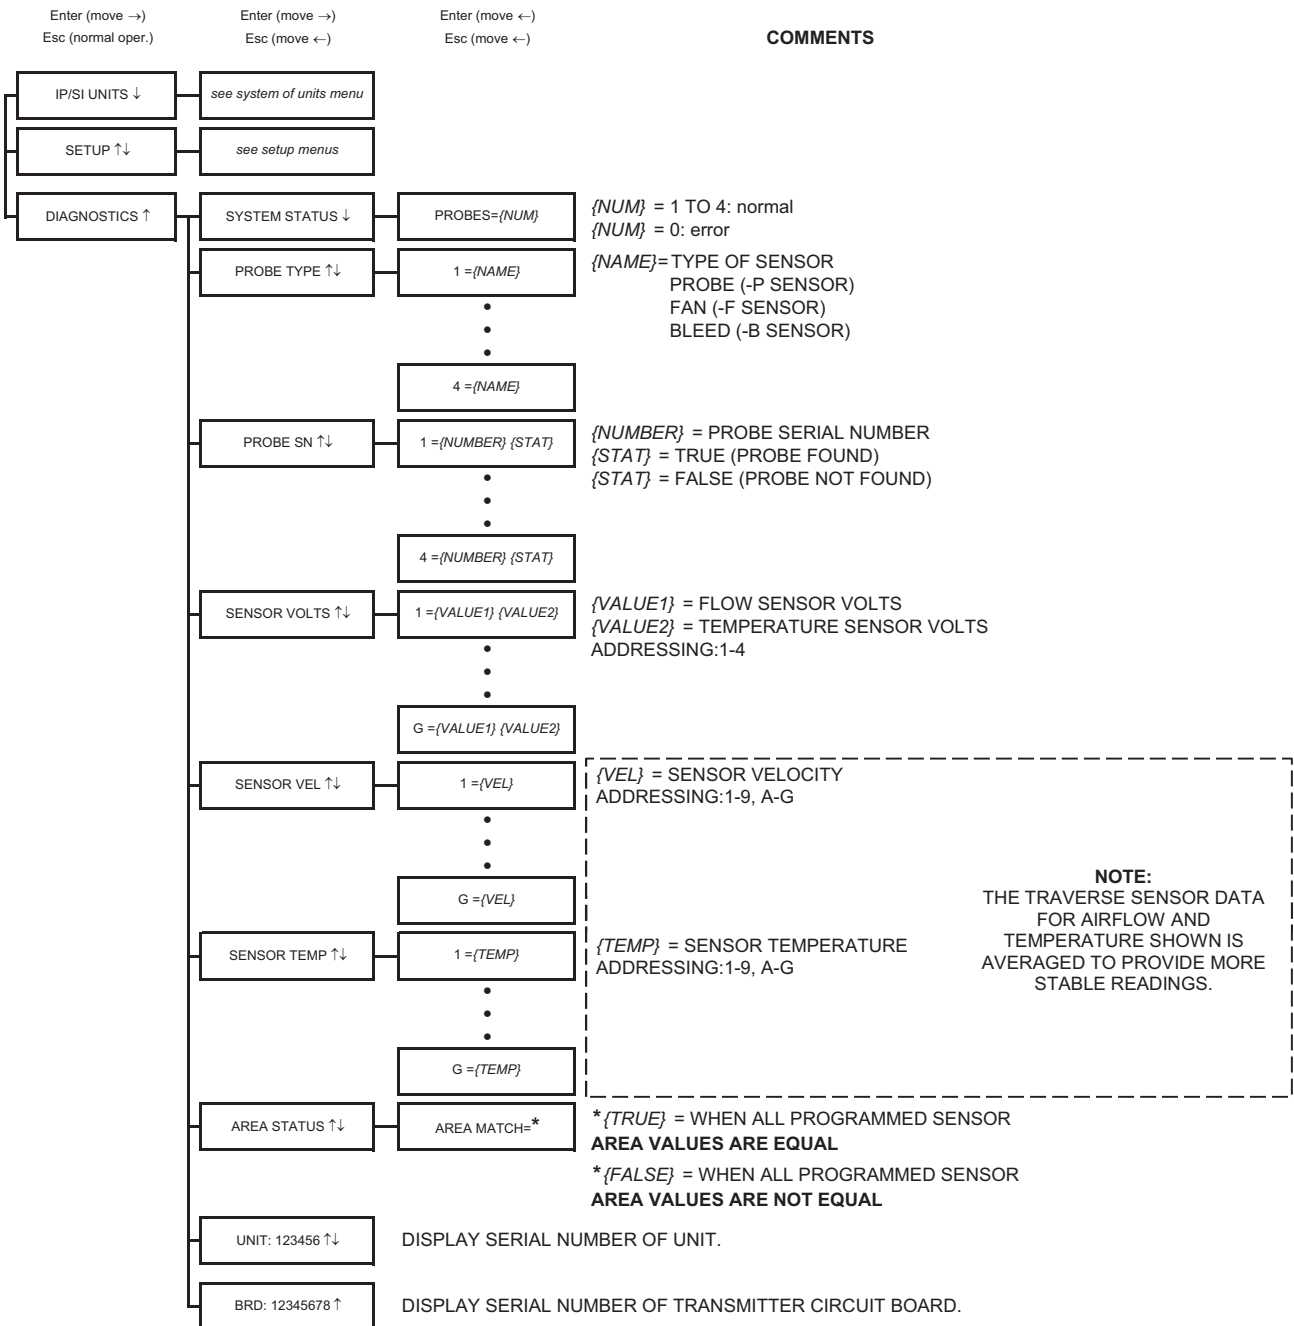 Enter (move →)
Esc (normal oper.)
Enter (move →)
Esc (move ←)
Enter (move ←)
Esc (move ←)
COMMENTS
IP/SI UNITS ↓
see system of units menu
SETUP ↑↓
see setup menus
DIAGNOSTICS ↑
SYSTEM STATUS ↓
PROBES={NUM}
{NUM} = 1 TO 4: normal
{NUM} = 0: error
PROBE TYPE ↑↓
1 ={NAME}
{NAME}= TYPE OF SENSOR
PROBE (-P SENSOR)
FAN (-F SENSOR)
BLEED (-B SENSOR)
4 ={NAME}
PROBE SN ↑↓
1 ={NUMBER} {STAT}
{NUMBER} = PROBE SERIAL NUMBER
{STAT} = TRUE (PROBE FOUND)
{STAT} = FALSE (PROBE NOT FOUND)
4 ={NUMBER} {STAT}
SENSOR VOLTS ↑↓
1 ={VALUE1} {VALUE2}
{VALUE1} = FLOW SENSOR VOLTS
{VALUE2} = TEMPERATURE SENSOR VOLTS
ADDRESSING:1-4
G ={VALUE1} {VALUE2}
SENSOR VEL ↑↓
1 ={VEL}
{VEL} = SENSOR VELOCITY
ADDRESSING:1-9, A-G
G ={VEL}
NOTE:
THE TRAVERSE SENSOR DATA
FOR AIRFLOW AND
TEMPERATURE SHOWN IS
AVERAGED TO PROVIDE MORE
STABLE READINGS.
SENSOR TEMP ↑↓
1 ={TEMP}
{TEMP} = SENSOR TEMPERATURE
ADDRESSING:1-9, A-G
G ={TEMP}
AREA STATUS ↑↓
AREA MATCH=*
*{TRUE} = WHEN ALL PROGRAMMED SENSOR
AREA VALUES ARE EQUAL
*{FALSE} = WHEN ALL PROGRAMMED SENSOR
AREA VALUES ARE NOT EQUAL
UNIT: 123456 ↑↓
DISPLAY SERIAL NUMBER OF UNIT.
BRD: 12345678 ↑
DISPLAY SERIAL NUMBER OF TRANSMITTER CIRCUIT BOARD.